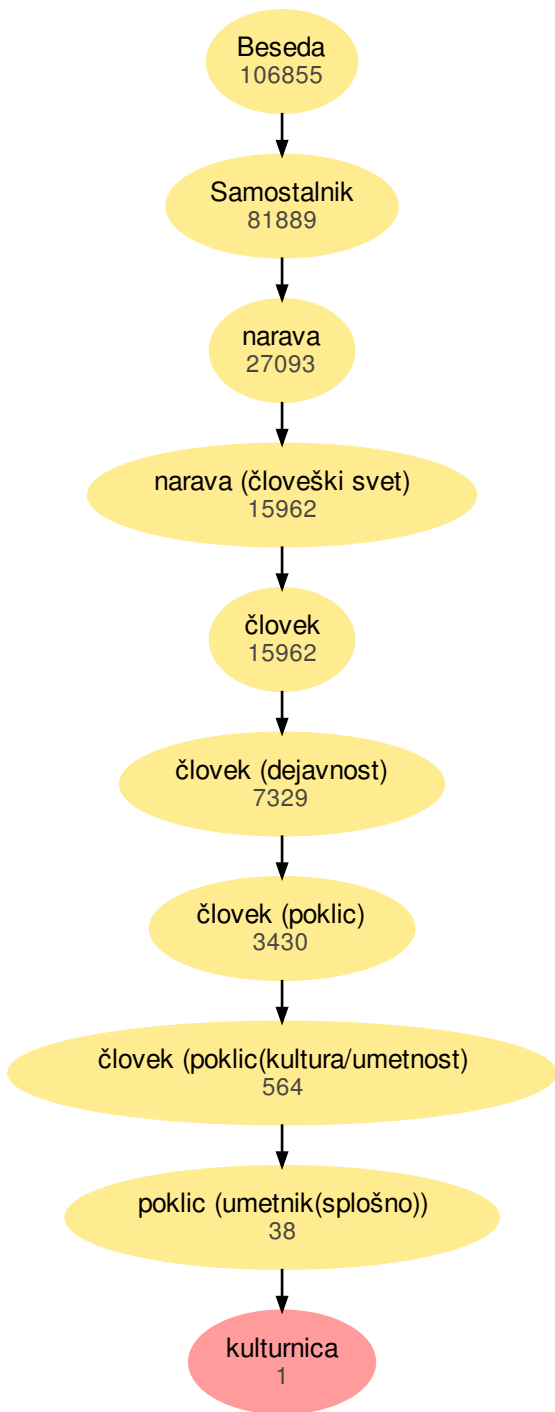 Beseda
106855
Samostalnik
81889
narava
27093
narava (človeški svet)
15962
človek
15962
človek (dejavnost)
7329
človek (poklic)
3430
človek (poklic(kultura/umetnost)
564
poklic (umetnik(splošno))
38
kulturnica
1